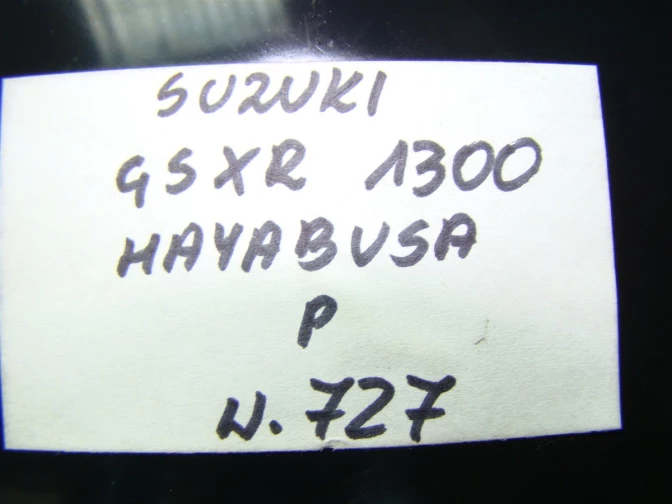 SUZUKI
GSXR 1300
HAYABUSA
P
N.727